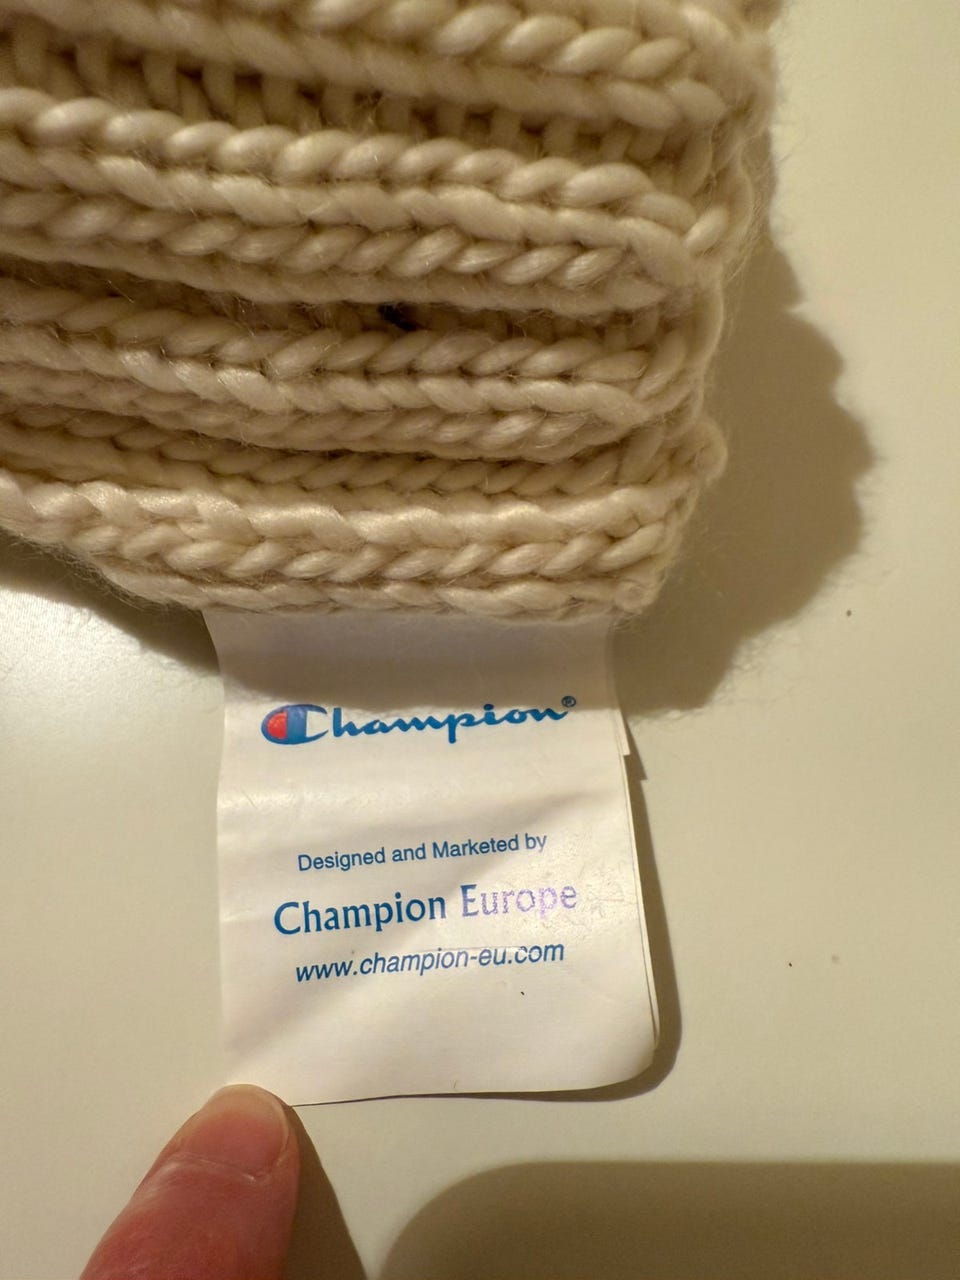 Champion®
Designed and Marketed by
Champion Europe
www.champion-eu.com